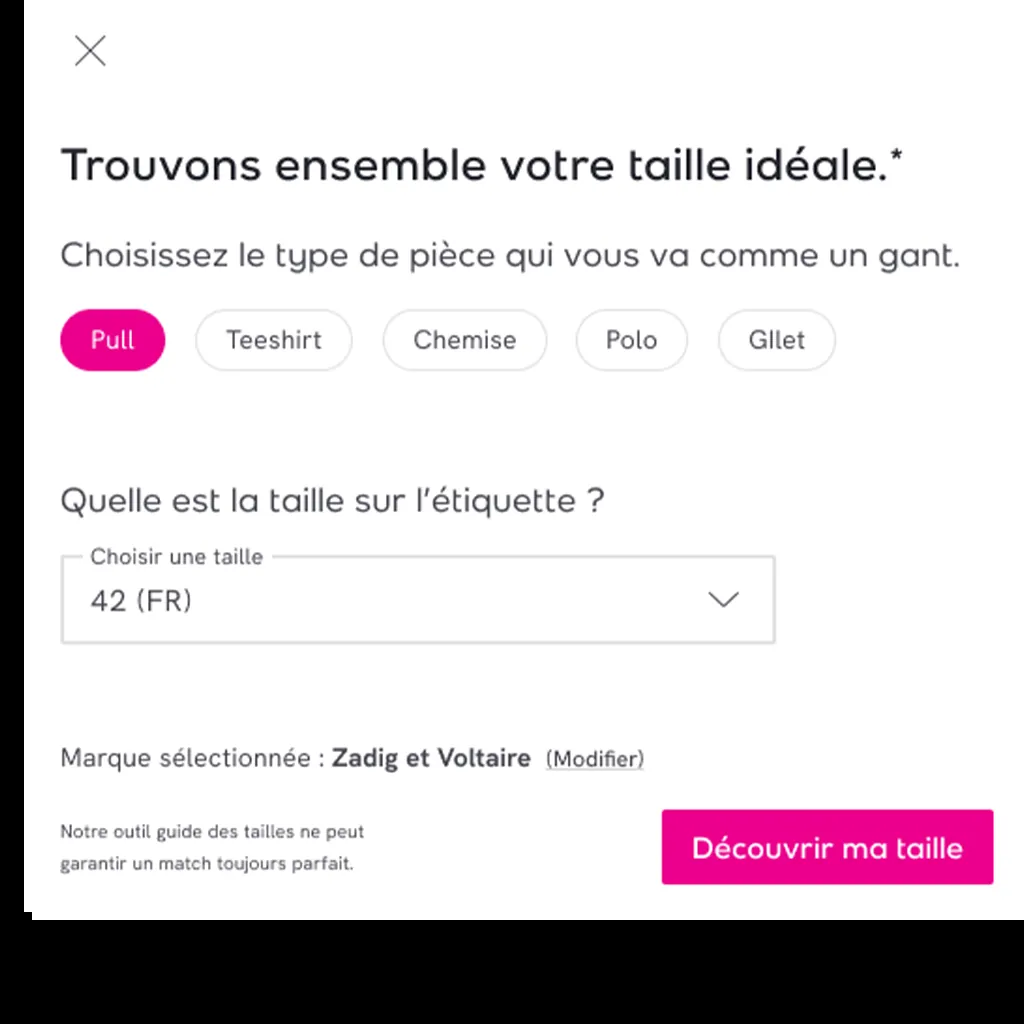 Trouvons ensemble votre taille idéale.*
Choisissez le type de pièce qui vous va comme un gant.
Pull Teeshirt Chemise Polo GIlet
Quelle est la taille sur l’étiquette ?
Choisir une taille
42 (FR)
Marque sélectionnée : Zadig et Voltaire (Modifier)
Notre outil guide des tailles ne peut
garantir un match toujours parfait.
Découvrir ma taille